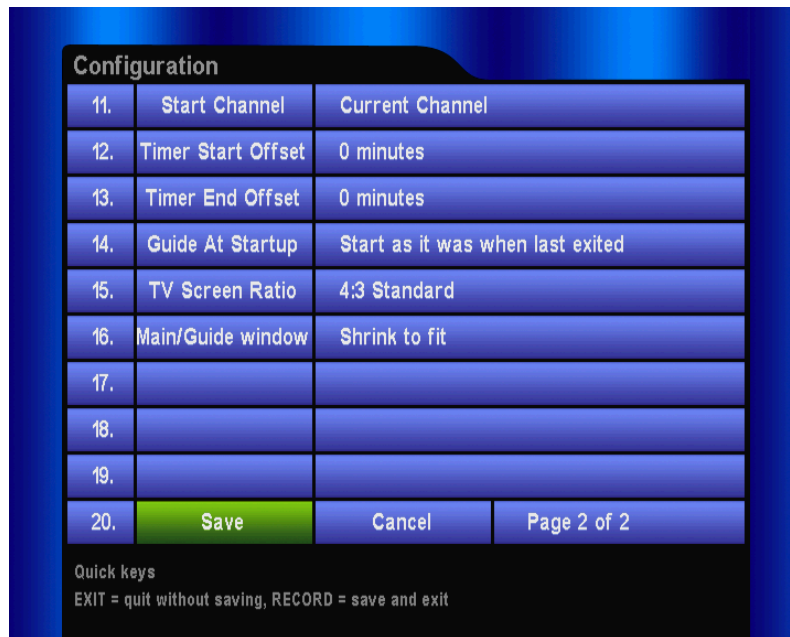 Configuration
11. Start Channel Current Channel
12. Timer Start Offset 0 minutes
13. Timer End Offset 0 minutes
14. Guide At Startup Start as it was when last exited
15. TV Screen Ratio 4:3 Standard
16. Main/Guide window Shrink to fit
17.
18.
19.
20. Save Cancel Page 2 of 2
Quick keys
EXIT = quit without saving, RECORD = save and exit